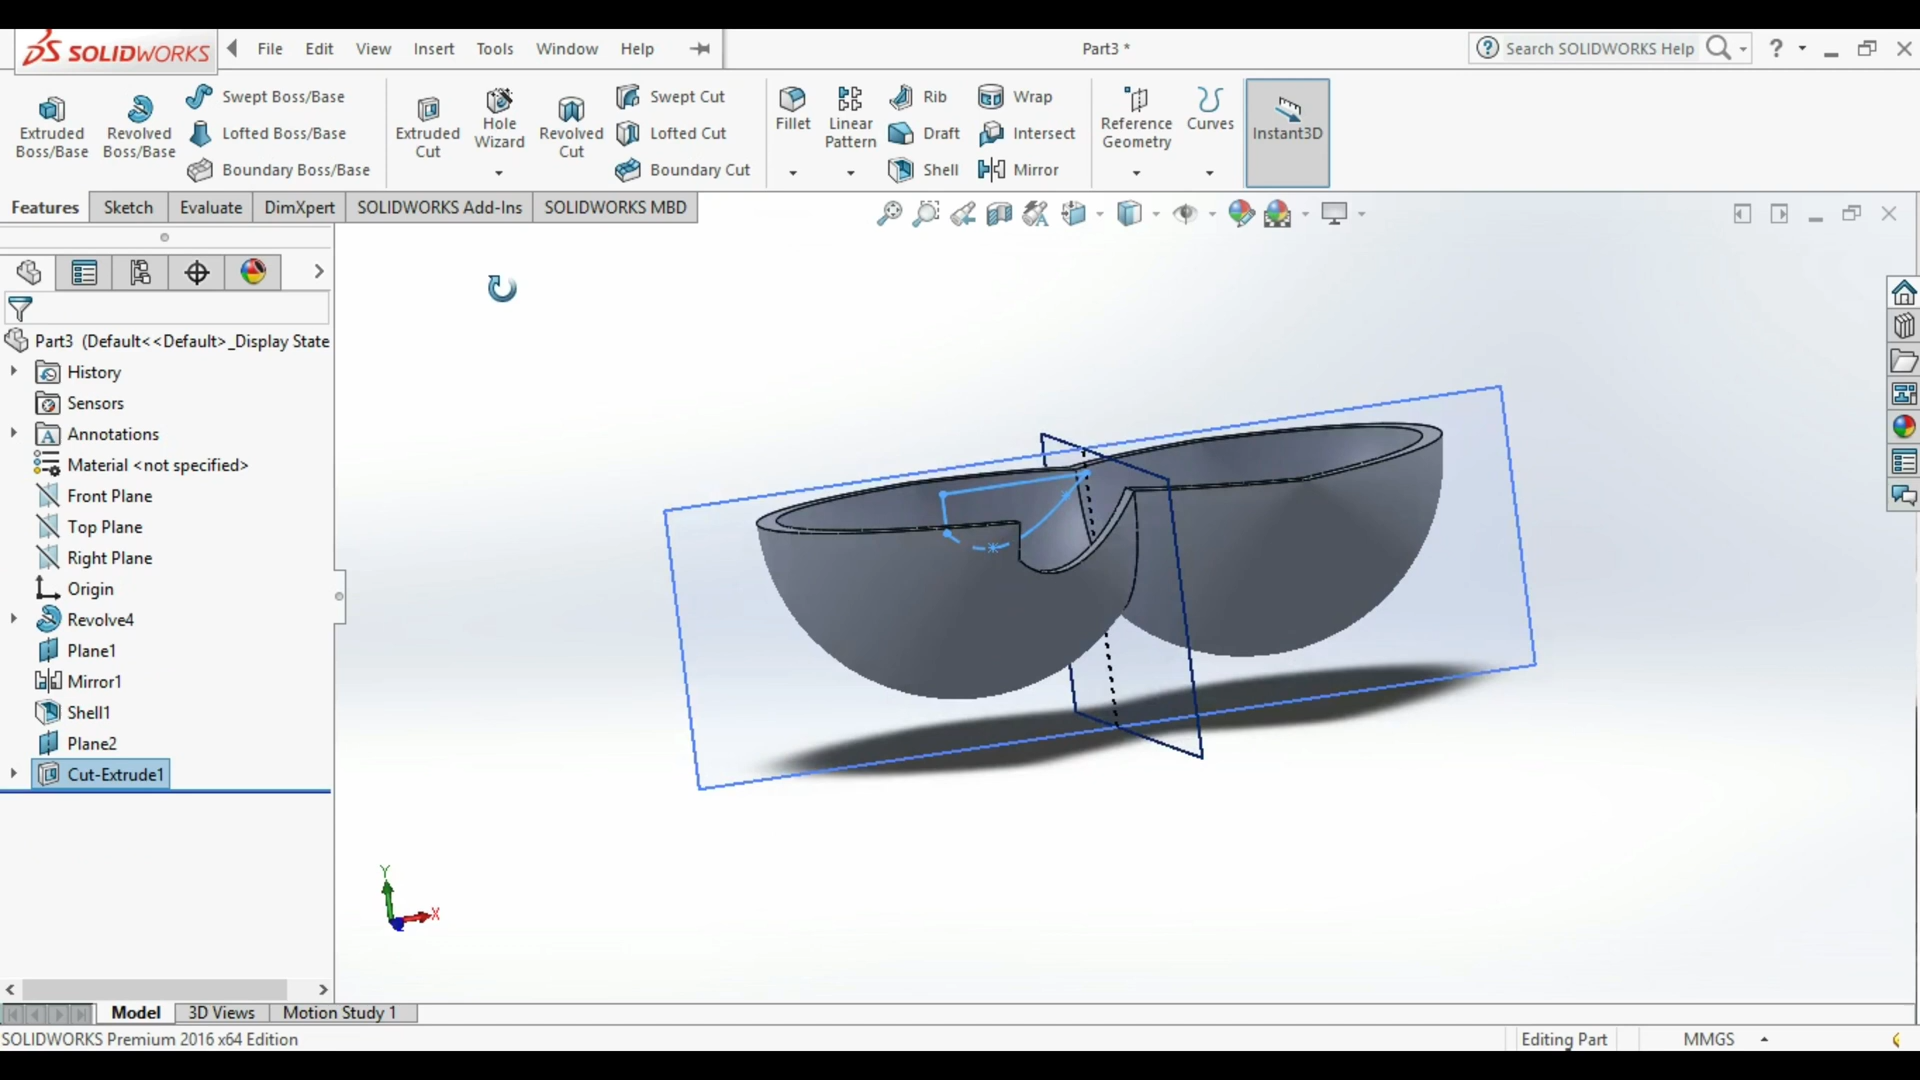 SOLIDWORKS File Edit View Insert Tools Window Help Part3 * Search SOLIDWORKS Help ?
Extruded Boss/Base
Revolved Boss/Base
Swept Boss/Base
Lofted Boss/Base
Boundary Boss/Base
Extruded Cut
Hole Wizard
Revolved Cut
Swept Cut
Lofted Cut
Boundary Cut
Fillet
Linear Pattern
Rib
Draft
Shell
Wrap
Intersect
Mirror
Reference Geometry
Curves
Instant3D
Features Sketch Evaluate DimXpert SOLIDWORKS Add-Ins SOLIDWORKS MBD
Part3 (Default<<Default>_Display State
History
Sensors
Annotations
Material <not specified>
Front Plane
Top Plane
Right Plane
Origin
Revolve4
Plane1
Mirror1
Shell1
Plane2
Cut-Extrude1
Y
X
Model 3D Views Motion Study 1
SOLIDWORKS Premium 2016 x64 Edition Editing Part MMGS